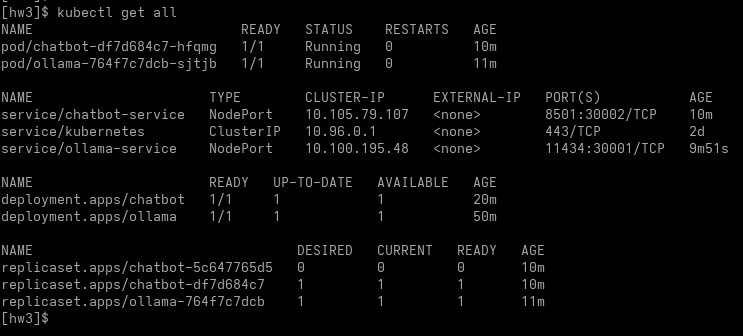 [hw3]$ kubectl get all
NAME                          READY   STATUS    RESTARTS   AGE
pod/chatbot-df7d684c7-hfqmg   1/1     Running   0          10m
pod/ollama-764f7c7dcb-sjtjb   1/1     Running   0          11m

NAME                      TYPE        CLUSTER-IP      EXTERNAL-IP   PORT(S)           AGE
service/chatbot-service   NodePort    10.105.79.107   <none>        8501:30002/TCP    10m
service/kubernetes        ClusterIP   10.96.0.1       <none>        443/TCP           2d
service/ollama-service    NodePort    10.100.195.48   <none>        11434:30001/TCP   9m51s

NAME                      READY   UP-TO-DATE   AVAILABLE   AGE
deployment.apps/chatbot   1/1     1            1           20m
deployment.apps/ollama    1/1     1            1           50m

NAME                                 DESIRED   CURRENT   READY   AGE
replicaset.apps/chatbot-5c647765d5   0         0         0       10m
replicaset.apps/chatbot-df7d684c7    1         1         1       10m
replicaset.apps/ollama-764f7c7dcb    1         1         1       11m
[hw3]$